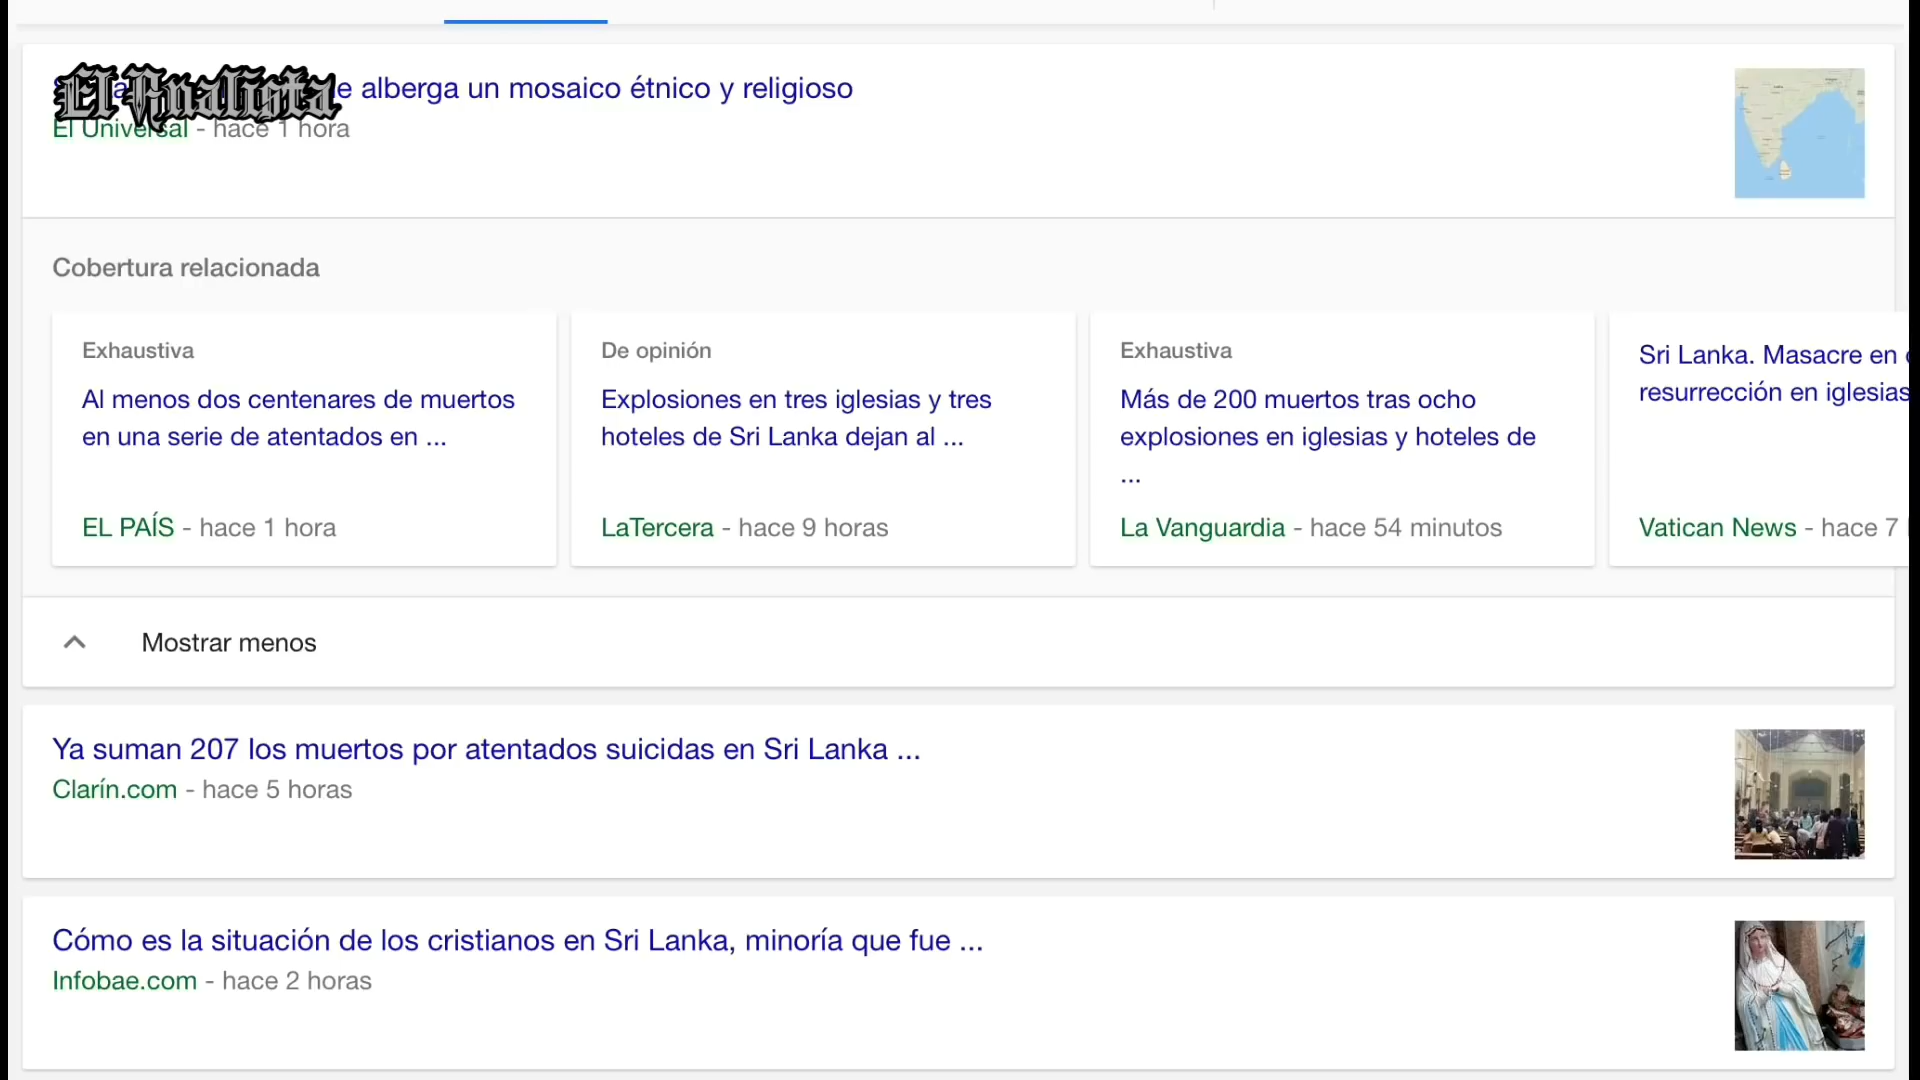 El Analista
e alberga un mosaico étnico y religioso
El Universal - hace 1 hora
Cobertura relacionada
Exhaustiva
Al menos dos centenares de muertos
en una serie de atentados en ...
EL PAÍS - hace 1 hora
De opinión
Explosiones en tres iglesias y tres
hoteles de Sri Lanka dejan al ...
LaTercera - hace 9 horas
Exhaustiva
Más de 200 muertos tras ocho
explosiones en iglesias y hoteles de
...
La Vanguardia - hace 54 minutos
Sri Lanka. Masacre en
resurrección en iglesias
Vatican News - hace 7
Mostrar menos
Ya suman 207 los muertos por atentados suicidas en Sri Lanka ...
Clarín.com - hace 5 horas
Cómo es la situación de los cristianos en Sri Lanka, minoría que fue ...
Infobae.com - hace 2 horas